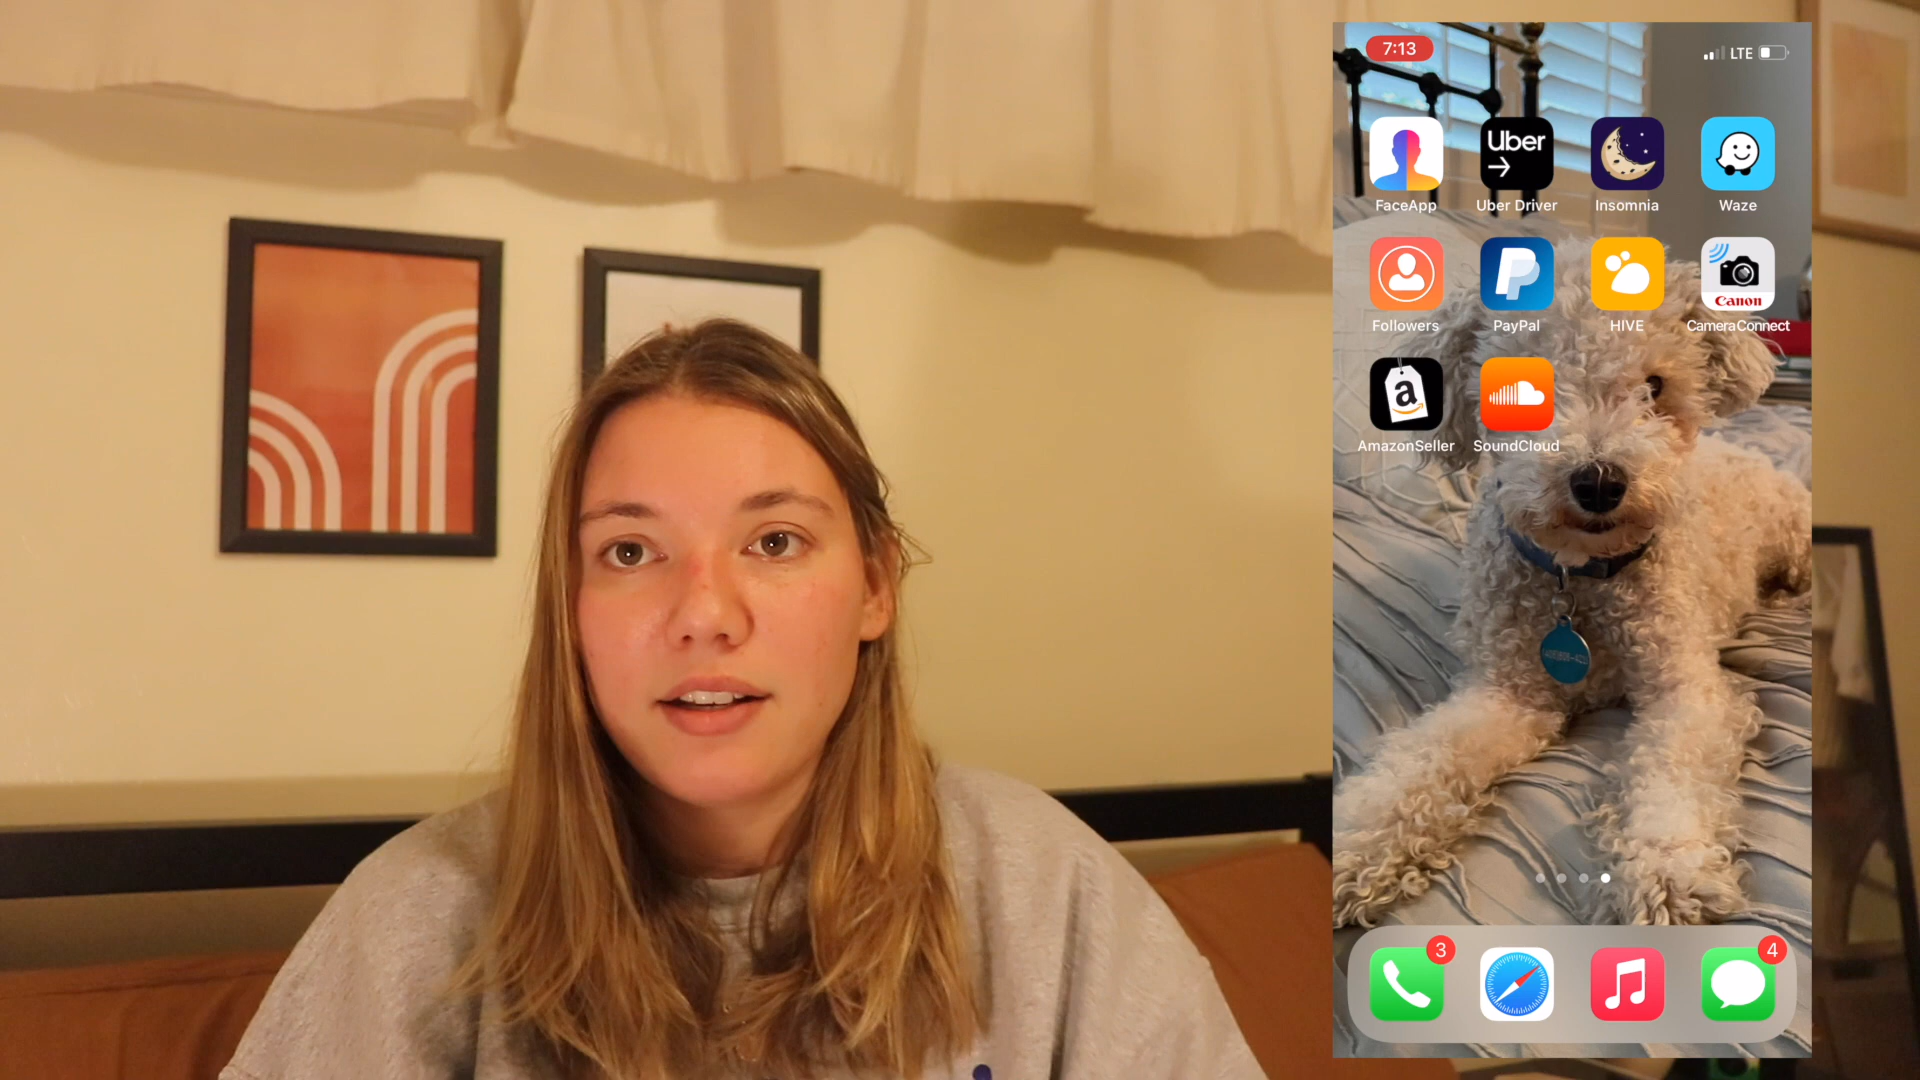 7:13
LTE
Uber
FaceApp
Uber Driver
Insomnia
Waze
Canon
Followers
PayPal
HIVE
CameraConnect
a
AmazonSeller
SoundCloud
3
4